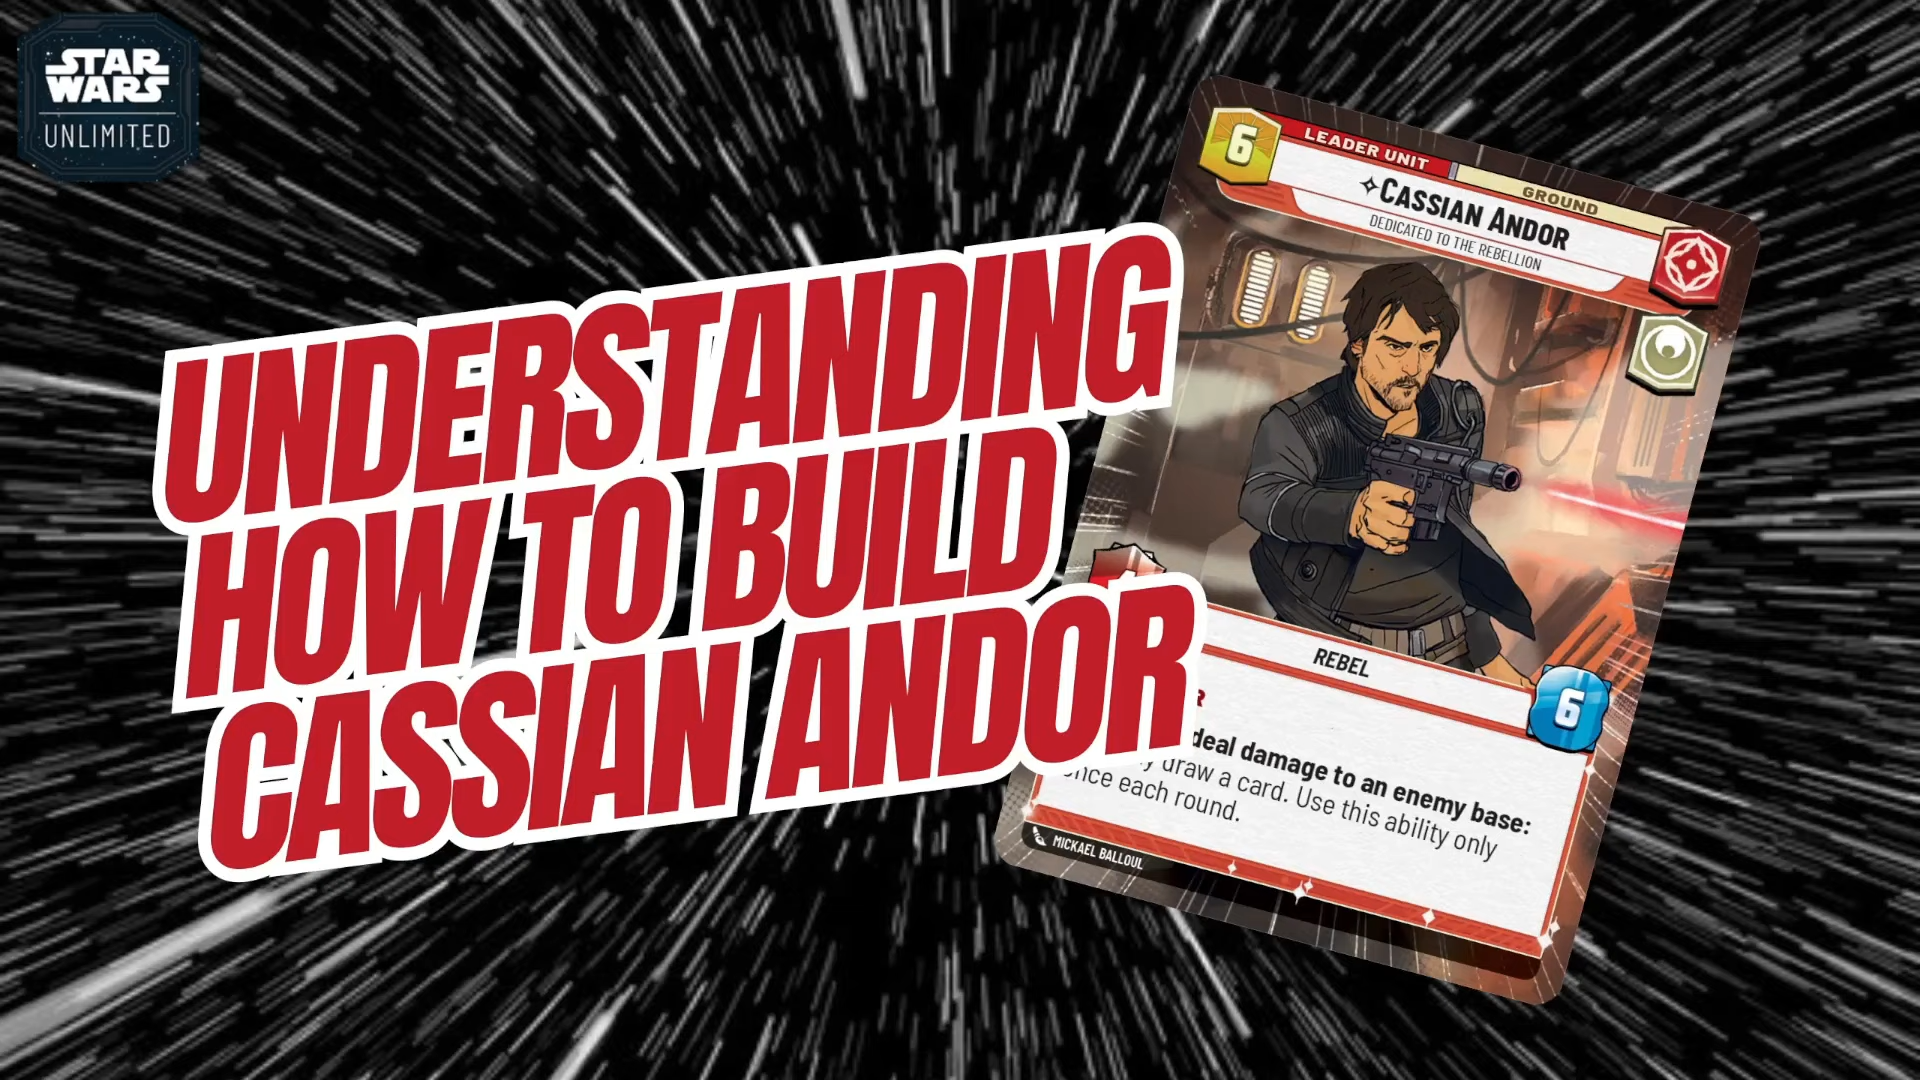 STAR
WARS
UNLIMITED
UNDERSTANDING
HOW TO BUILD
CASSIAN ANDOR
6
LEADER UNIT
GROUND
CASSIAN ANDOR
DEDICATED TO THE REBELLION
REBEL
6
deal damage to an enemy base:
draw a card. Use this ability only
once each round.
MICKAEL BALLOUL